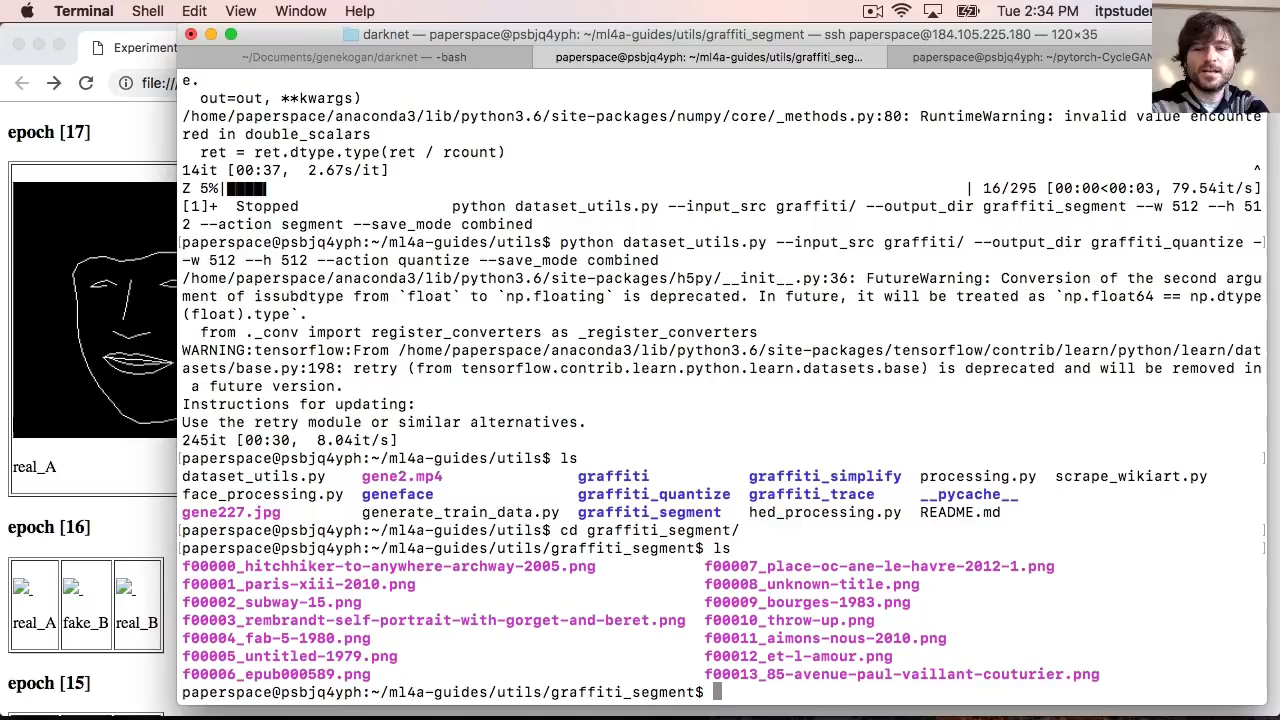 Terminal Shell Edit View Window Help Tue 2:34 PM itpstuden
darknet — paperspace@psbjq4yph: ~/ml4a-guides/utils/graffiti_segment — ssh paperspace@184.105.225.180 — 120×35
~/Documents/genekogan/darknet — -bash
paperspace@psbjq4yph: ~/ml4a-guides/utils/graffiti_seg...
paperspace@psbjq4yph: ~/pytorch-CycleGAN
Experiment
file:/
epoch [17]
real_A
epoch [16]
real_A fake_B real_B
epoch [15]
e.
out=out, **kwargs)
/home/paperspace/anaconda3/lib/python3.6/site-packages/numpy/core/_methods.py:80: RuntimeWarning: invalid value encounte
red in double_scalars
ret = ret.dtype.type(ret / rcount)
14it [00:37,  2.67s/it]
^
Z 5%| | 16/295 [00:00<00:03, 79.54it/s]
[1]+  Stopped                 python dataset_utils.py --input_src graffiti/ --output_dir graffiti_segment --w 512 --h 51
2 --action segment --save_mode combined
[paperspace@psbjq4yph:~/ml4a-guides/utils$ python dataset_utils.py --input_src graffiti/ --output_dir graffiti_quantize -]
-w 512 --h 512 --action quantize --save_mode combined
/home/paperspace/anaconda3/lib/python3.6/site-packages/h5py/__init__.py:36: FutureWarning: Conversion of the second argu
ment of issubdtype from `float` to `np.floating` is deprecated. In future, it will be treated as `np.float64 == np.dtype
(float).type`.
from ._conv import register_converters as _register_converters
WARNING:tensorflow:From /home/paperspace/anaconda3/lib/python3.6/site-packages/tensorflow/contrib/learn/python/learn/dat
asets/base.py:198: retry (from tensorflow.contrib.learn.python.learn.datasets.base) is deprecated and will be removed in
a future version.
Instructions for updating:
Use the retry module or similar alternatives.
245it [00:30,  8.04it/s]
[paperspace@psbjq4yph:~/ml4a-guides/utils$ ls ]
dataset_utils.py gene2.mp4 graffiti graffiti_simplify processing.py scrape_wikiart.py
face_processing.py geneface graffiti_quantize graffiti_trace __pycache__
gene227.jpg generate_train_data.py graffiti_segment hed_processing.py README.md
[paperspace@psbjq4yph:~/ml4a-guides/utils$ cd graffiti_segment/ ]
[paperspace@psbjq4yph:~/ml4a-guides/utils/graffiti_segment$ ls ]
f00000_hitchhiker-to-anywhere-archway-2005.png f00007_place-oc-ane-le-havre-2012-1.png
f00001_paris-xiii-2010.png f00008_unknown-title.png
f00002_subway-15.png f00009_bourges-1983.png
f00003_rembrandt-self-portrait-with-gorget-and-beret.png f00010_throw-up.png
f00004_fab-5-1980.png f00011_aimons-nous-2010.png
f00005_untitled-1979.png f00012_et-l-amour.png
f00006_epub000589.png f00013_85-avenue-paul-vaillant-couturier.png
paperspace@psbjq4yph:~/ml4a-guides/utils/graffiti_segment$